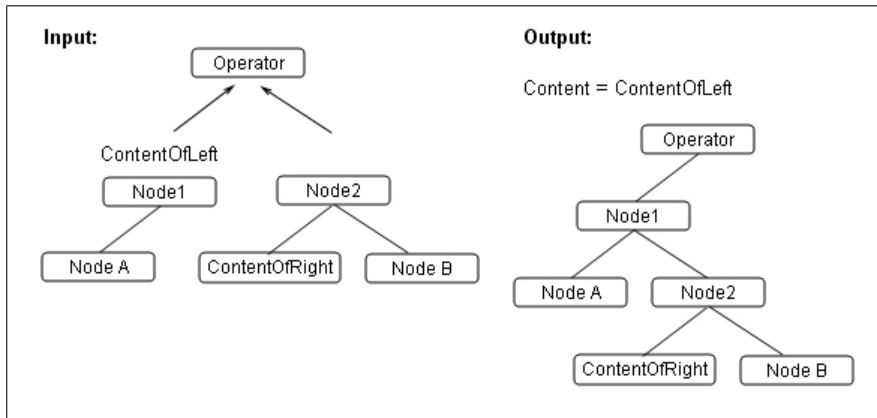 Input:
Operator
ContentOfLeft
Node1
Node2
Node A
ContentOfRight
Node B
Output:
Content = ContentOfLeft
Operator
Node1
Node A
Node2
ContentOfRight
Node B